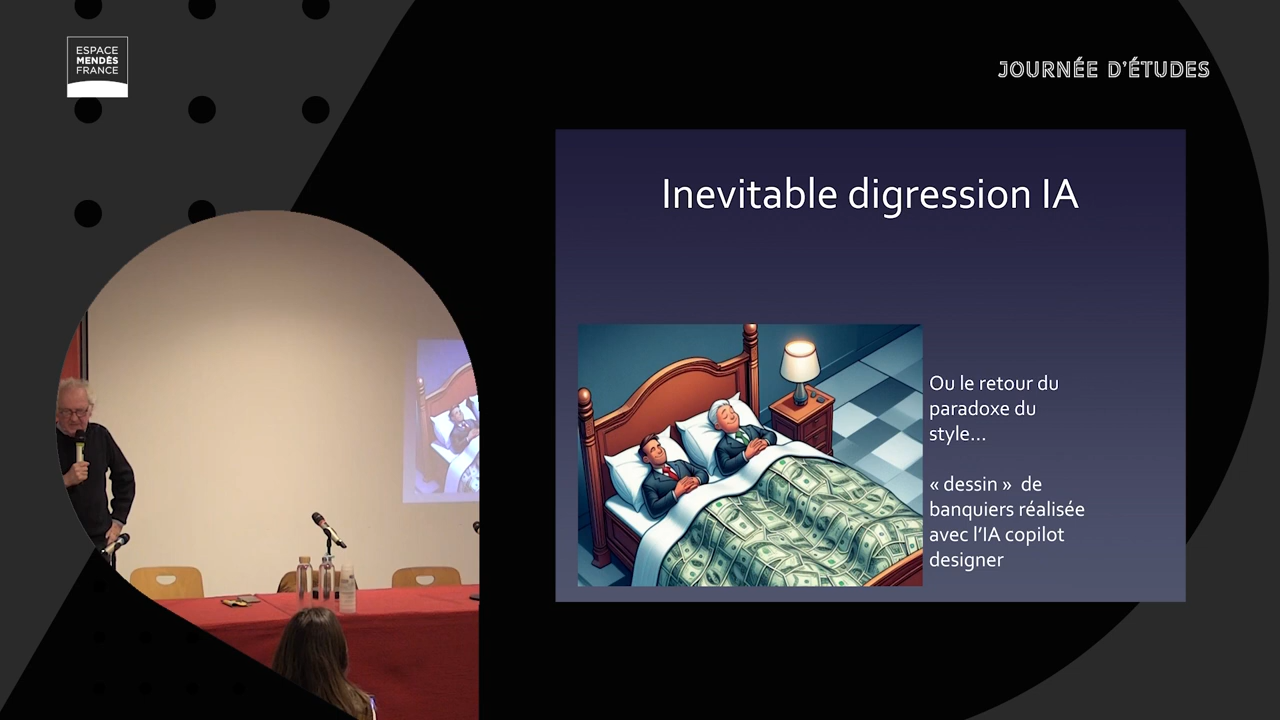 ESPACE
MENDÈS
FRANCE
JOURNÉE D'ÉTUDES
Inevitable digression IA
Ou le retour du
paradoxe du
style...
« dessin » de
banquiers réalisée
avec l'IA copilot
designer